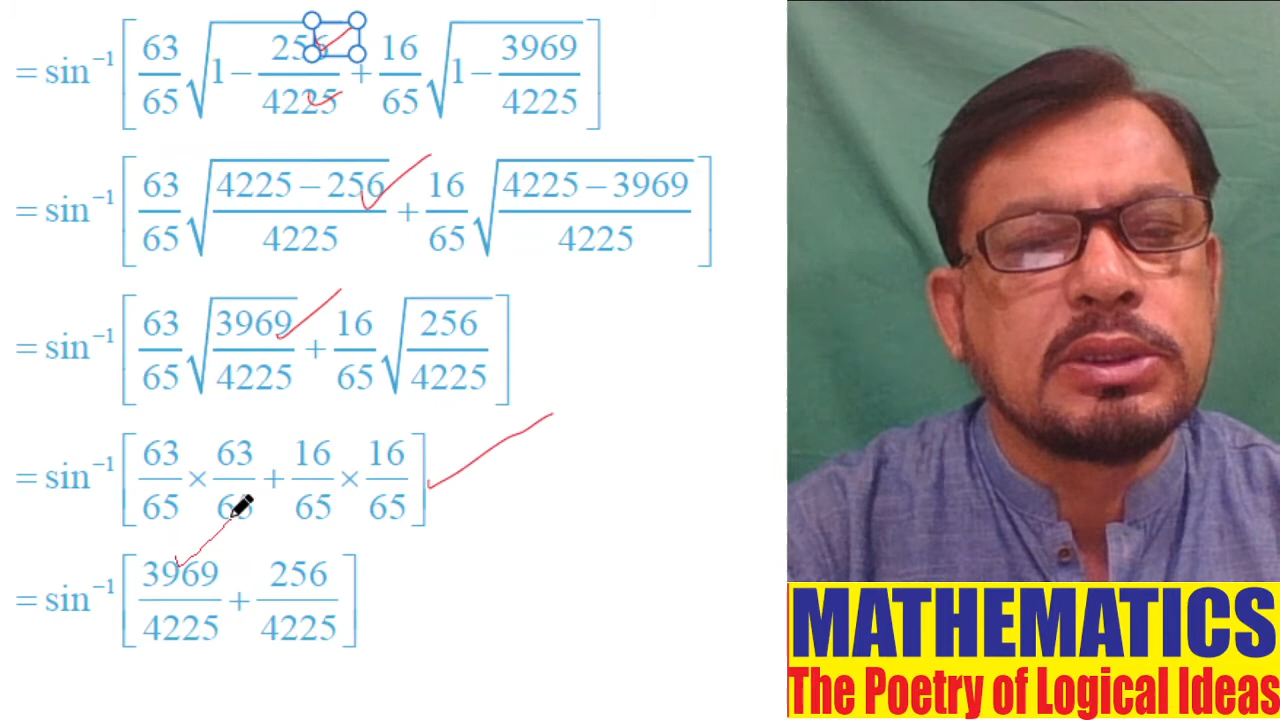 = sin⁻¹ [ 63/65 √(1 − 256/4225) + 16/65 √(1 − 3969/4225) ]
= sin⁻¹ [ 63/65 √((4225 − 256)/4225) + 16/65 √((4225 − 3969)/4225) ]
= sin⁻¹ [ 63/65 √(3969/4225) + 16/65 √(256/4225) ]
= sin⁻¹ [ 63/65 × 63/65 + 16/65 × 16/65 ]
= sin⁻¹ [ 3969/4225 + 256/4225 ]
MATHEMATICS
The Poetry of Logical Ideas